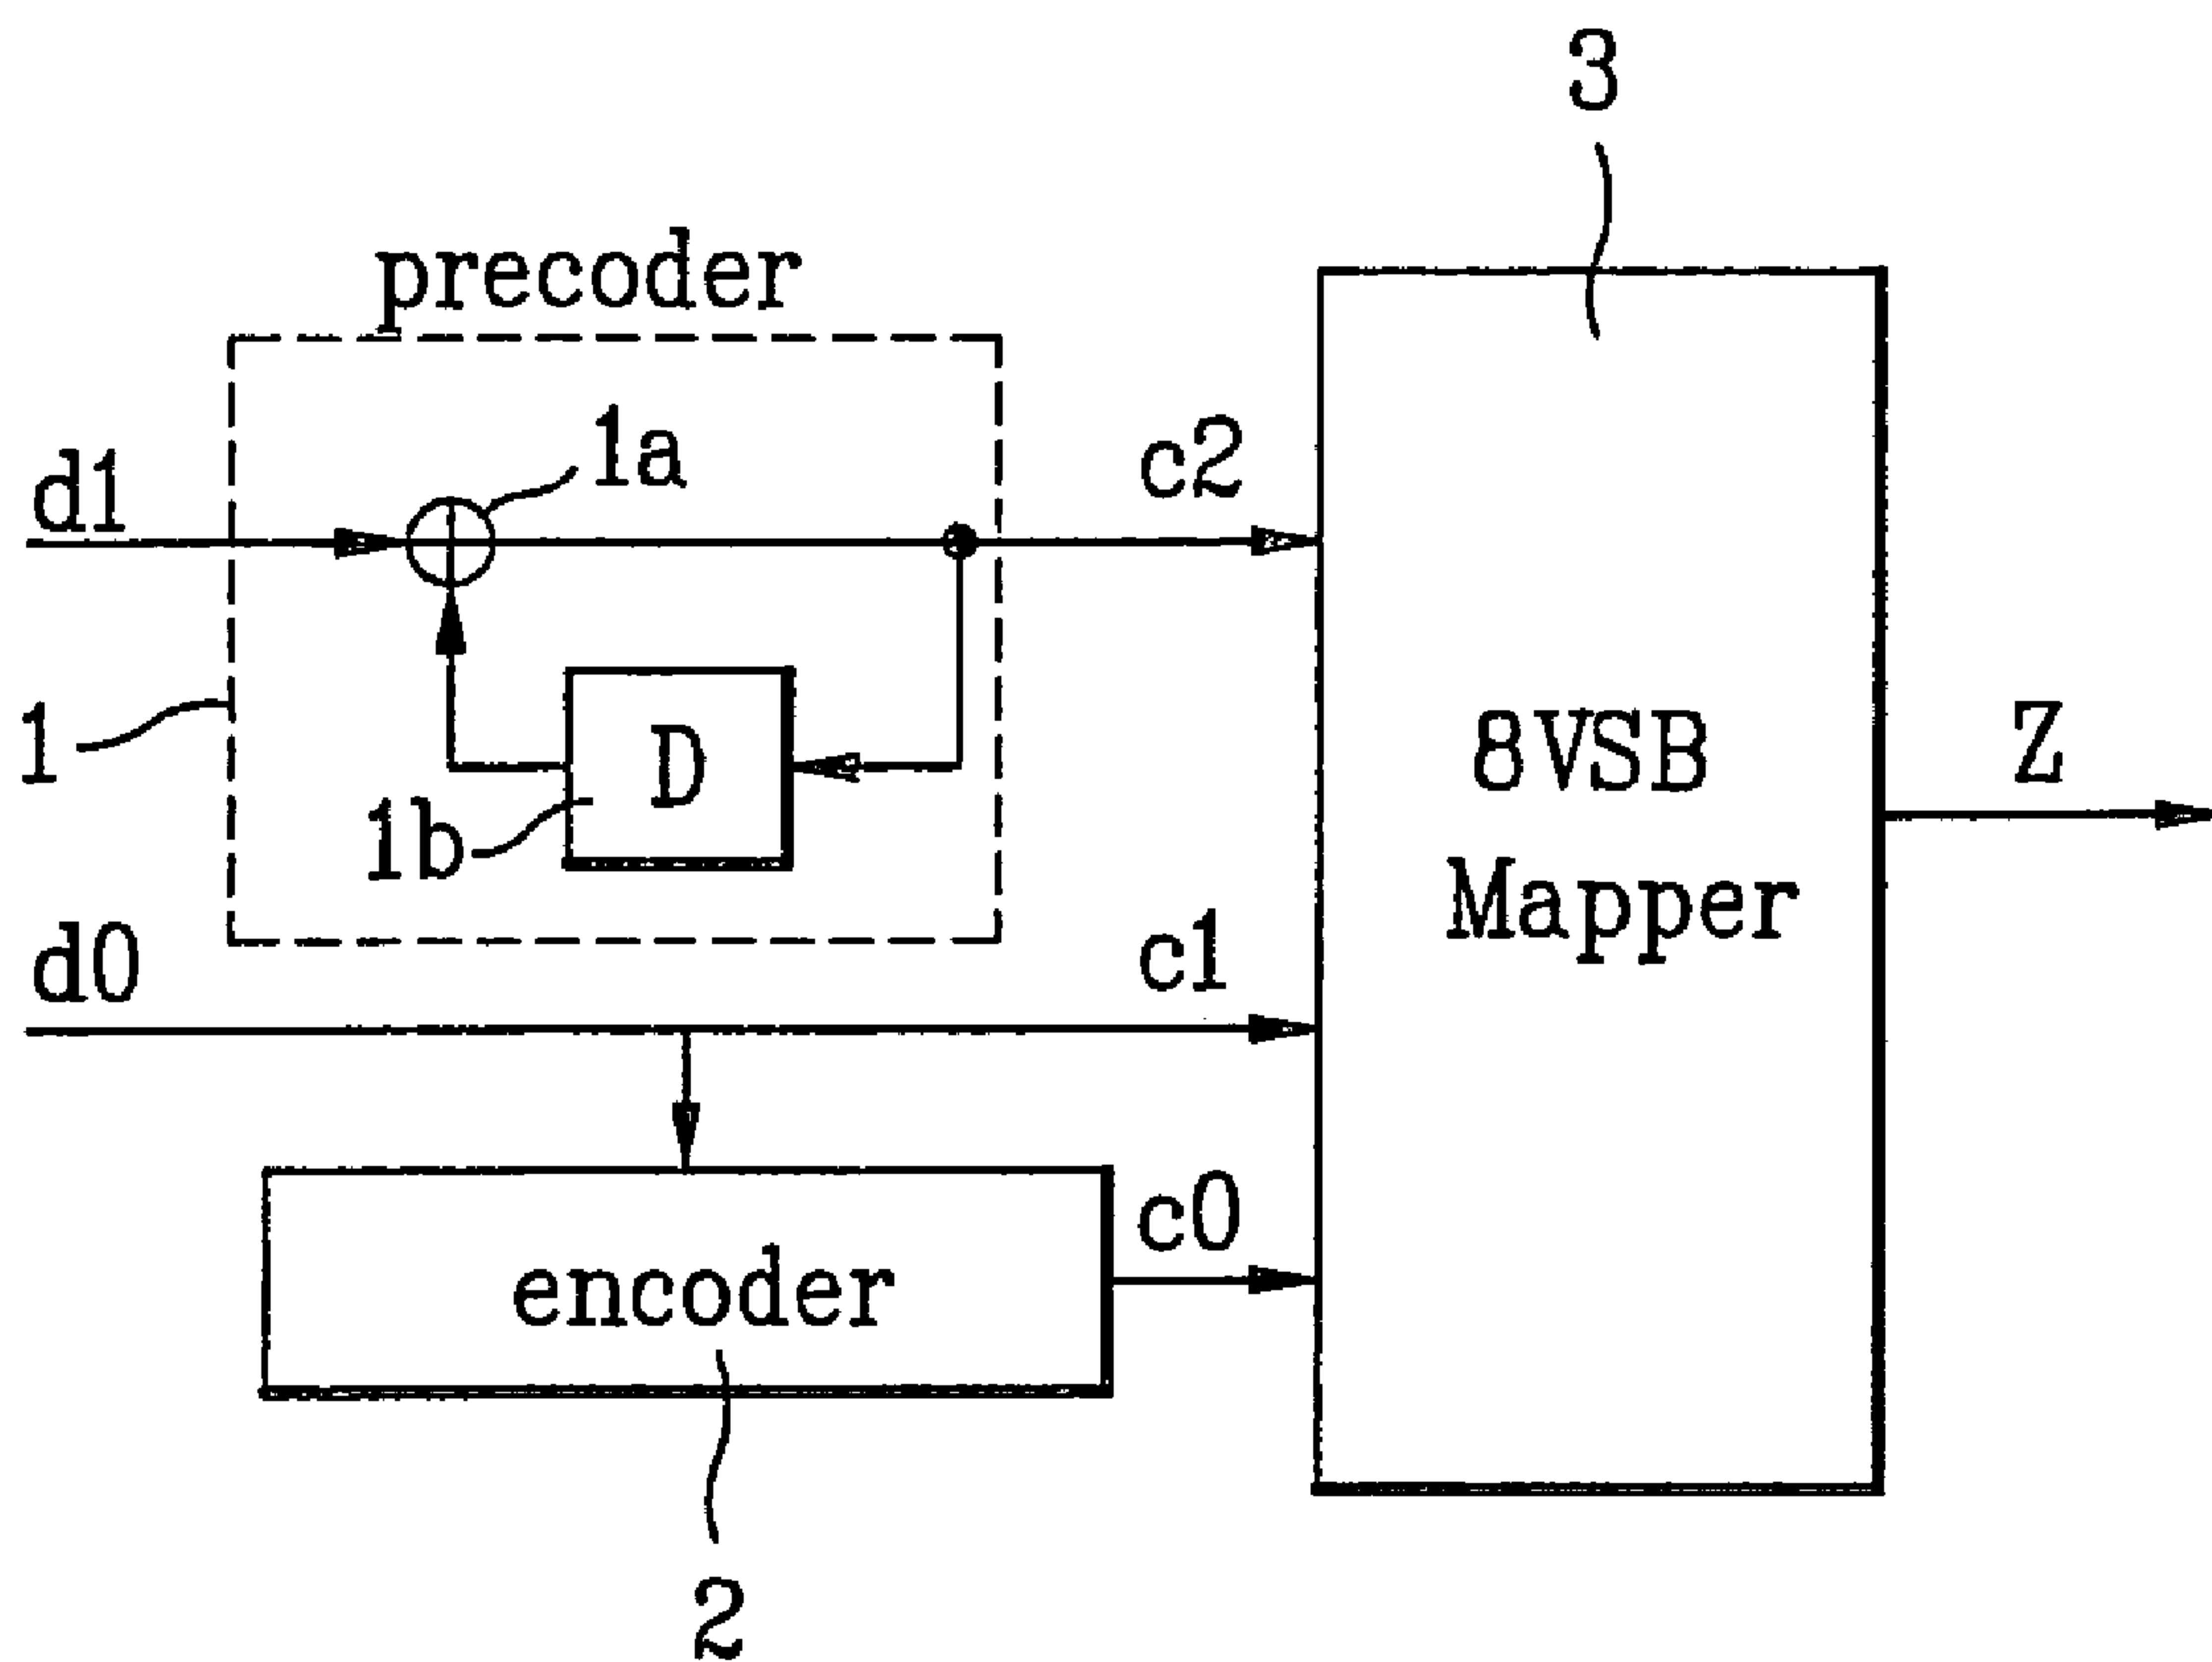 3
precoder
1a
d1
c2
1
D
8VSB
Mapper
Z
1b
d0
c1
c0
encoder
2